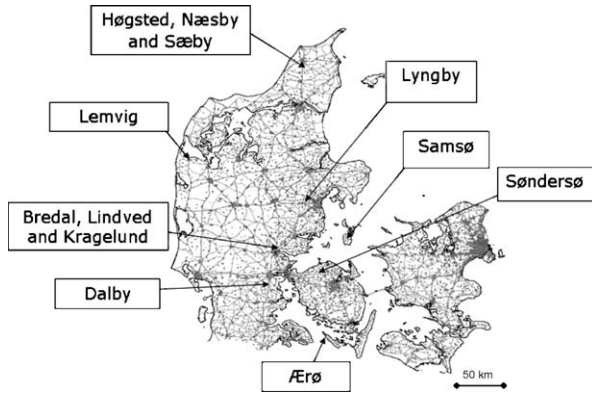 Høgsted, Næsby
and Sæby
Lyngby
Lemvig
Samsø
Søndersø
Bredal, Lindved
and Kragelund
Dalby
Ærø
50 km